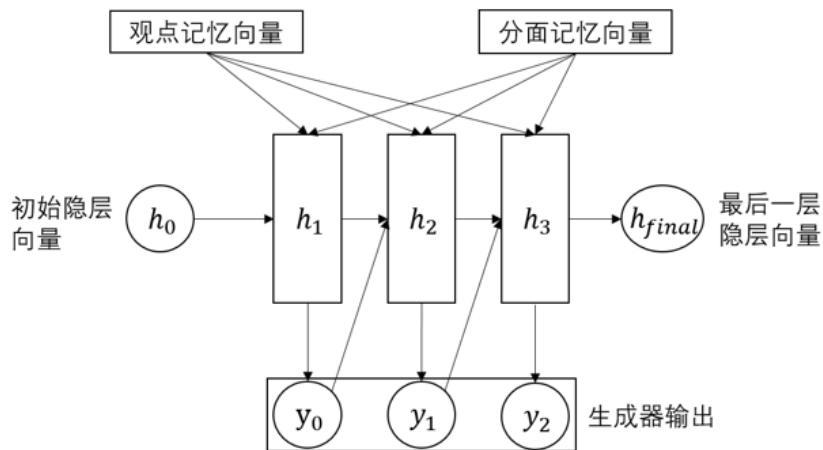 观点记忆向量
分面记忆向量
初始隐层
向量
h₀
h₁
h₂
h₃
h_final
最后一层
隐层向量
y₀
y₁
y₂
生成器输出